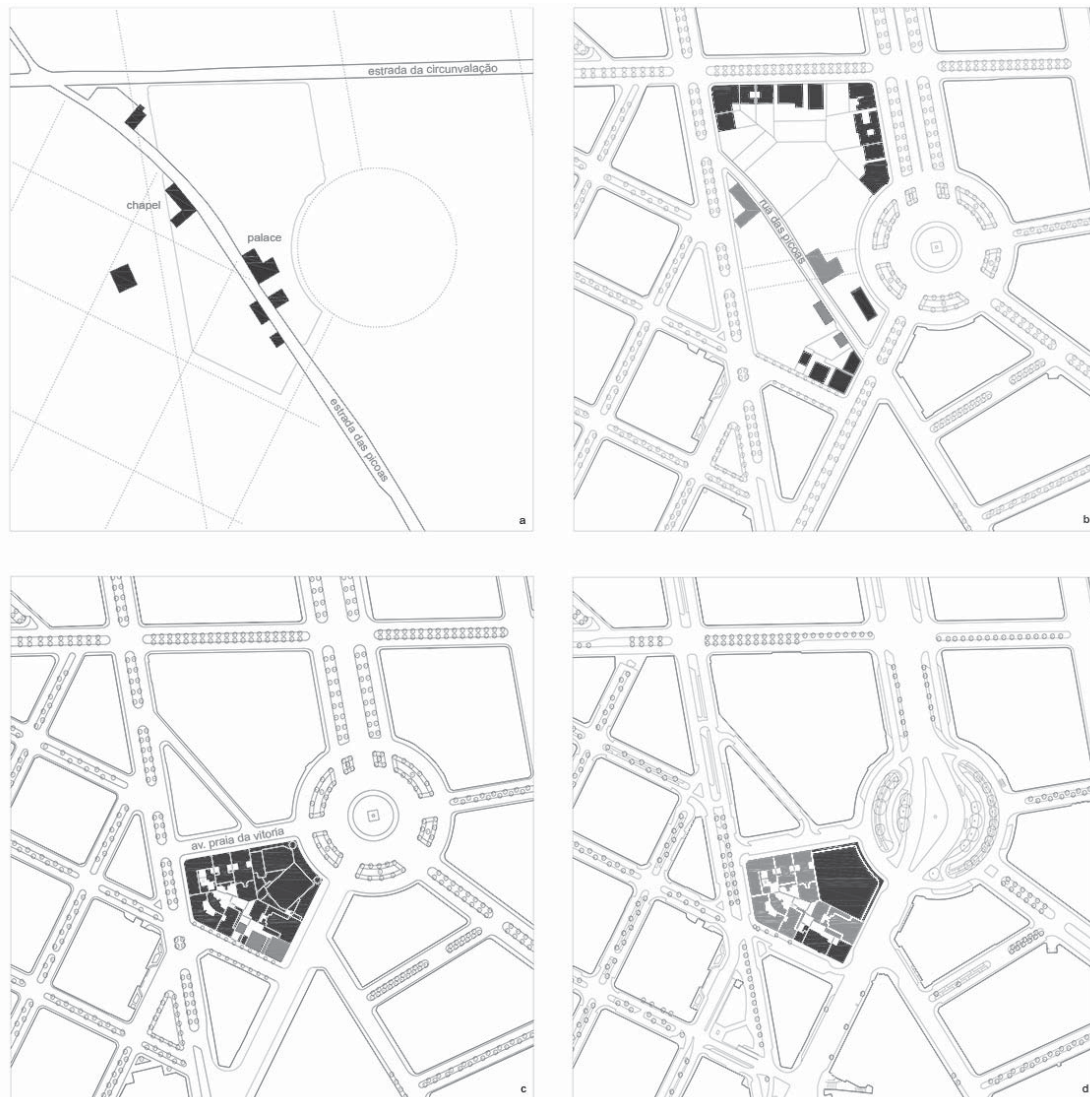 estrada da circunvalação
chapel
palace
estrada das picoas
a
rua das picoas
b
av. praia da vitoria
c
d